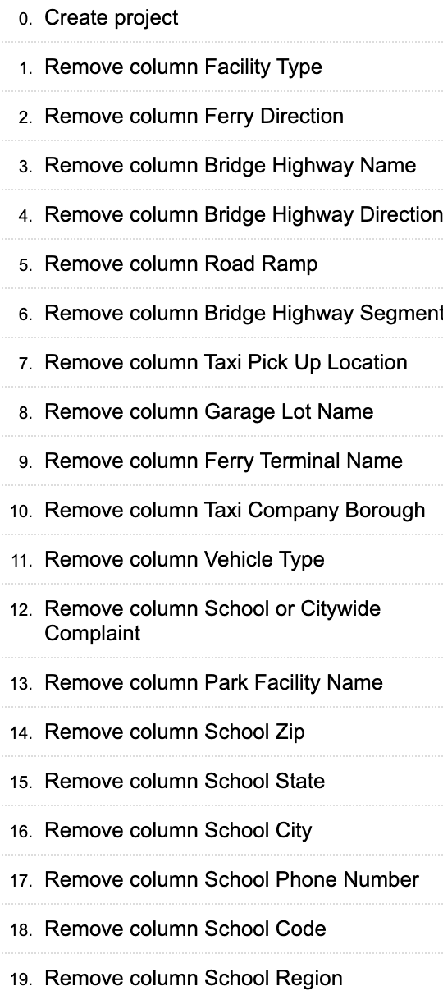 0. Create project
1. Remove column Facility Type
2. Remove column Ferry Direction
3. Remove column Bridge Highway Name
4. Remove column Bridge Highway Direction
5. Remove column Road Ramp
6. Remove column Bridge Highway Segment
7. Remove column Taxi Pick Up Location
8. Remove column Garage Lot Name
9. Remove column Ferry Terminal Name
10. Remove column Taxi Company Borough
11. Remove column Vehicle Type
12. Remove column School or Citywide
Complaint
13. Remove column Park Facility Name
14. Remove column School Zip
15. Remove column School State
16. Remove column School City
17. Remove column School Phone Number
18. Remove column School Code
19. Remove column School Region